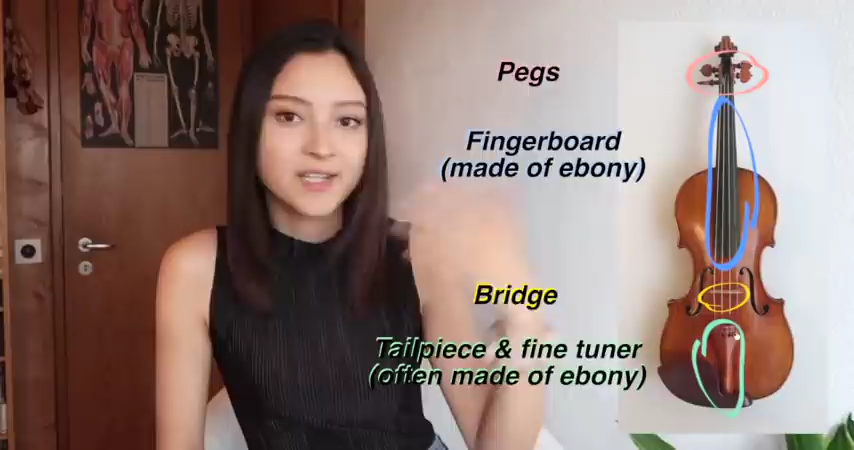 Pegs
Fingerboard
(made of ebony)
Bridge
Tailpiece & fine tuner
(often made of ebony)